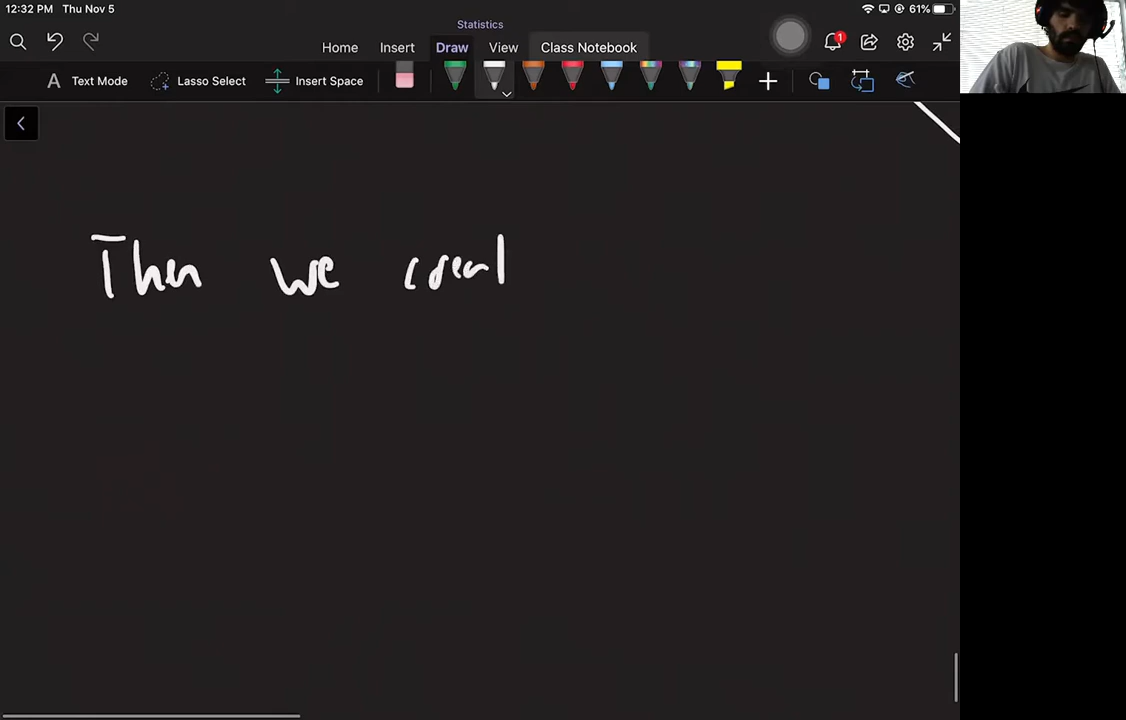 12:32 PM Thu Nov 5
61%
Statistics
Home Insert Draw View Class Notebook
1
A Text Mode Lasso Select Insert Space
Then we